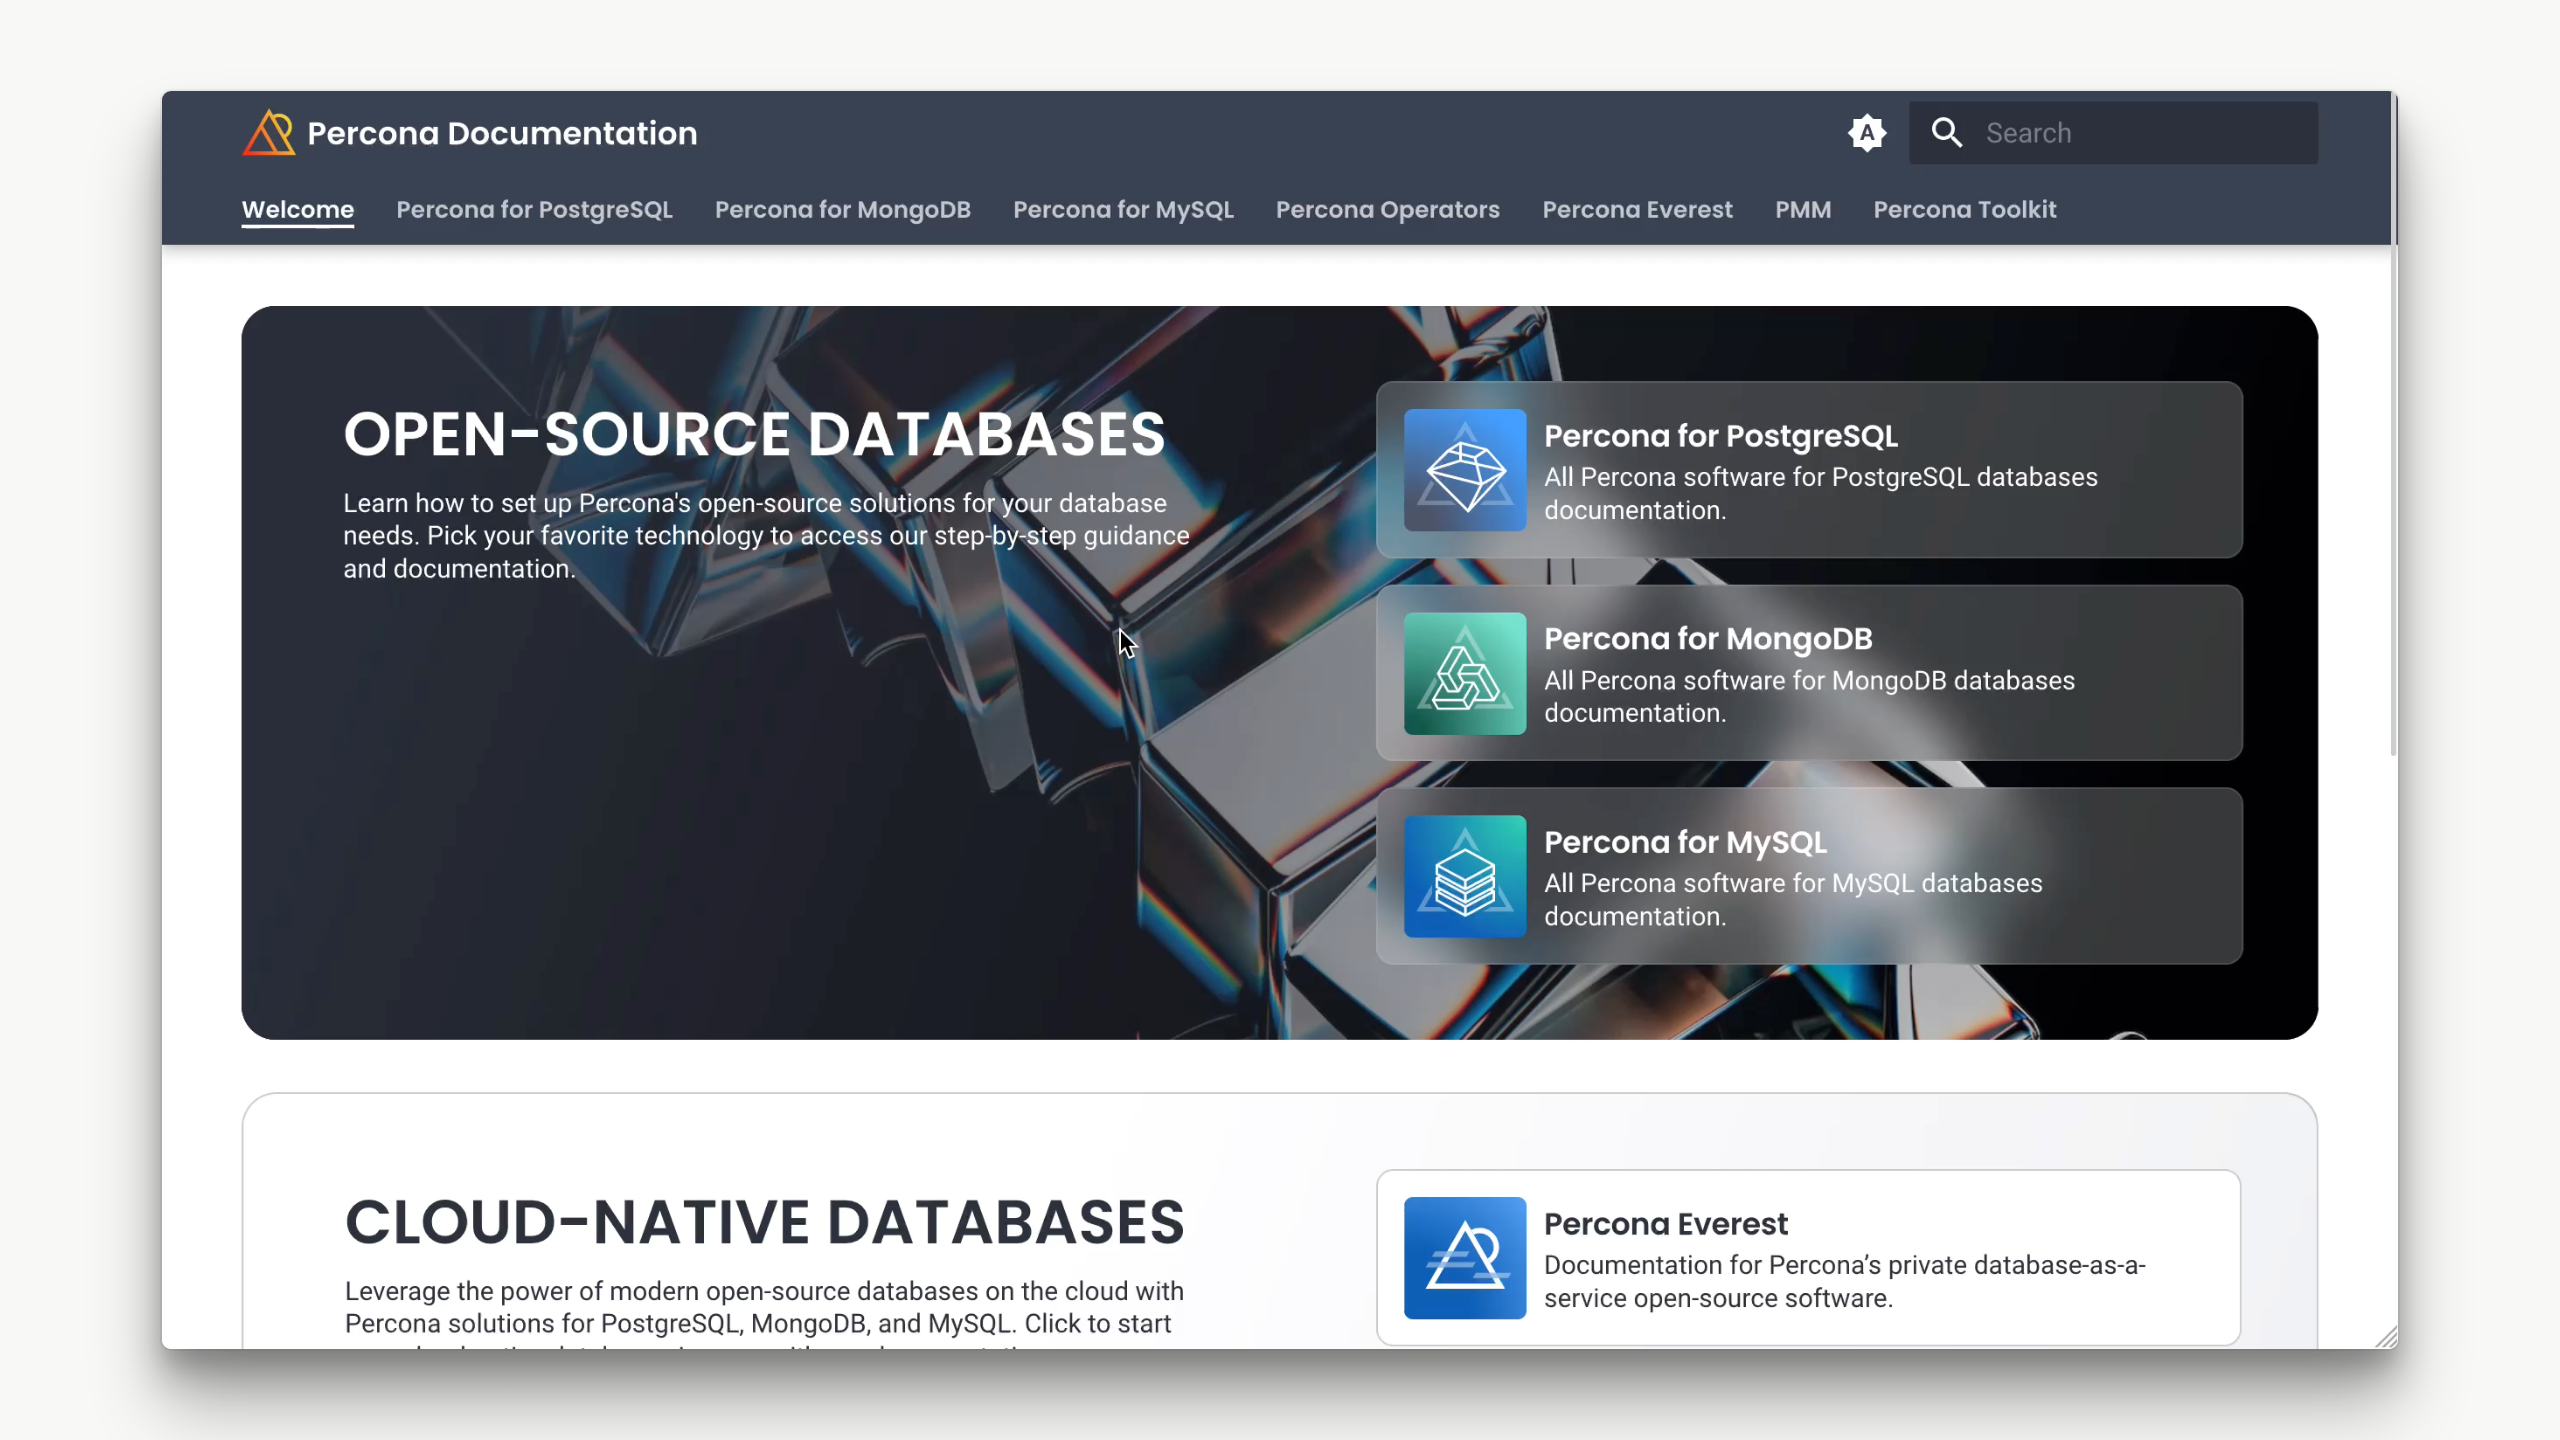 Percona Documentation
A
Search
Welcome
Percona for PostgreSQL
Percona for MongoDB
Percona for MySQL
Percona Operators
Percona Everest
PMM
Percona Toolkit
OPEN-SOURCE DATABASES
Learn how to set up Percona's open-source solutions for your database
needs. Pick your favorite technology to access our step-by-step guidance
and documentation.
Percona for PostgreSQL
All Percona software for PostgreSQL databases
documentation.
Percona for MongoDB
All Percona software for MongoDB databases
documentation.
Percona for MySQL
All Percona software for MySQL databases
documentation.
CLOUD-NATIVE DATABASES
Leverage the power of modern open-source databases on the cloud with
Percona solutions for PostgreSQL, MongoDB, and MySQL. Click to start
Percona Everest
Documentation for Percona’s private database-as-a-
service open-source software.